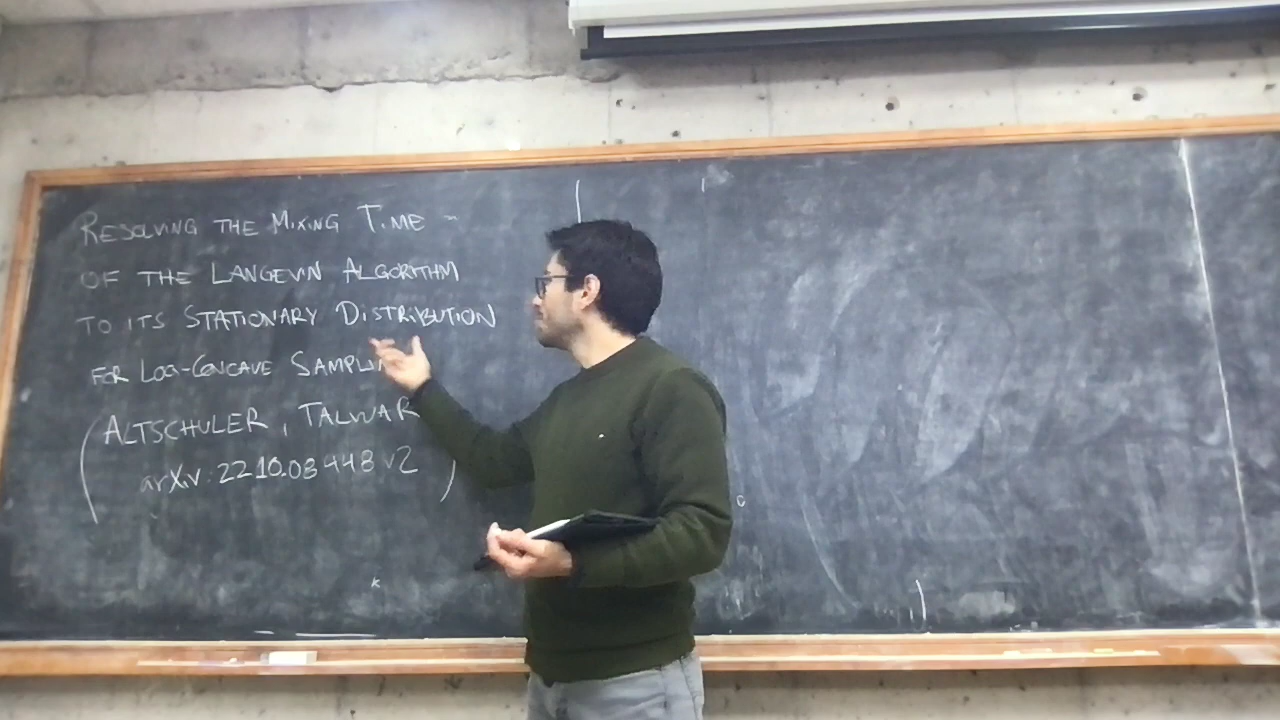 RESOLVING THE MIXING TIME -
OF THE LANGEVIN ALGORITHM
TO ITS STATIONARY DISTRIBUTION
FOR LOG-CONCAVE
(ALTSCHULER, TALWAR
arXiv: 2210.08448v2)